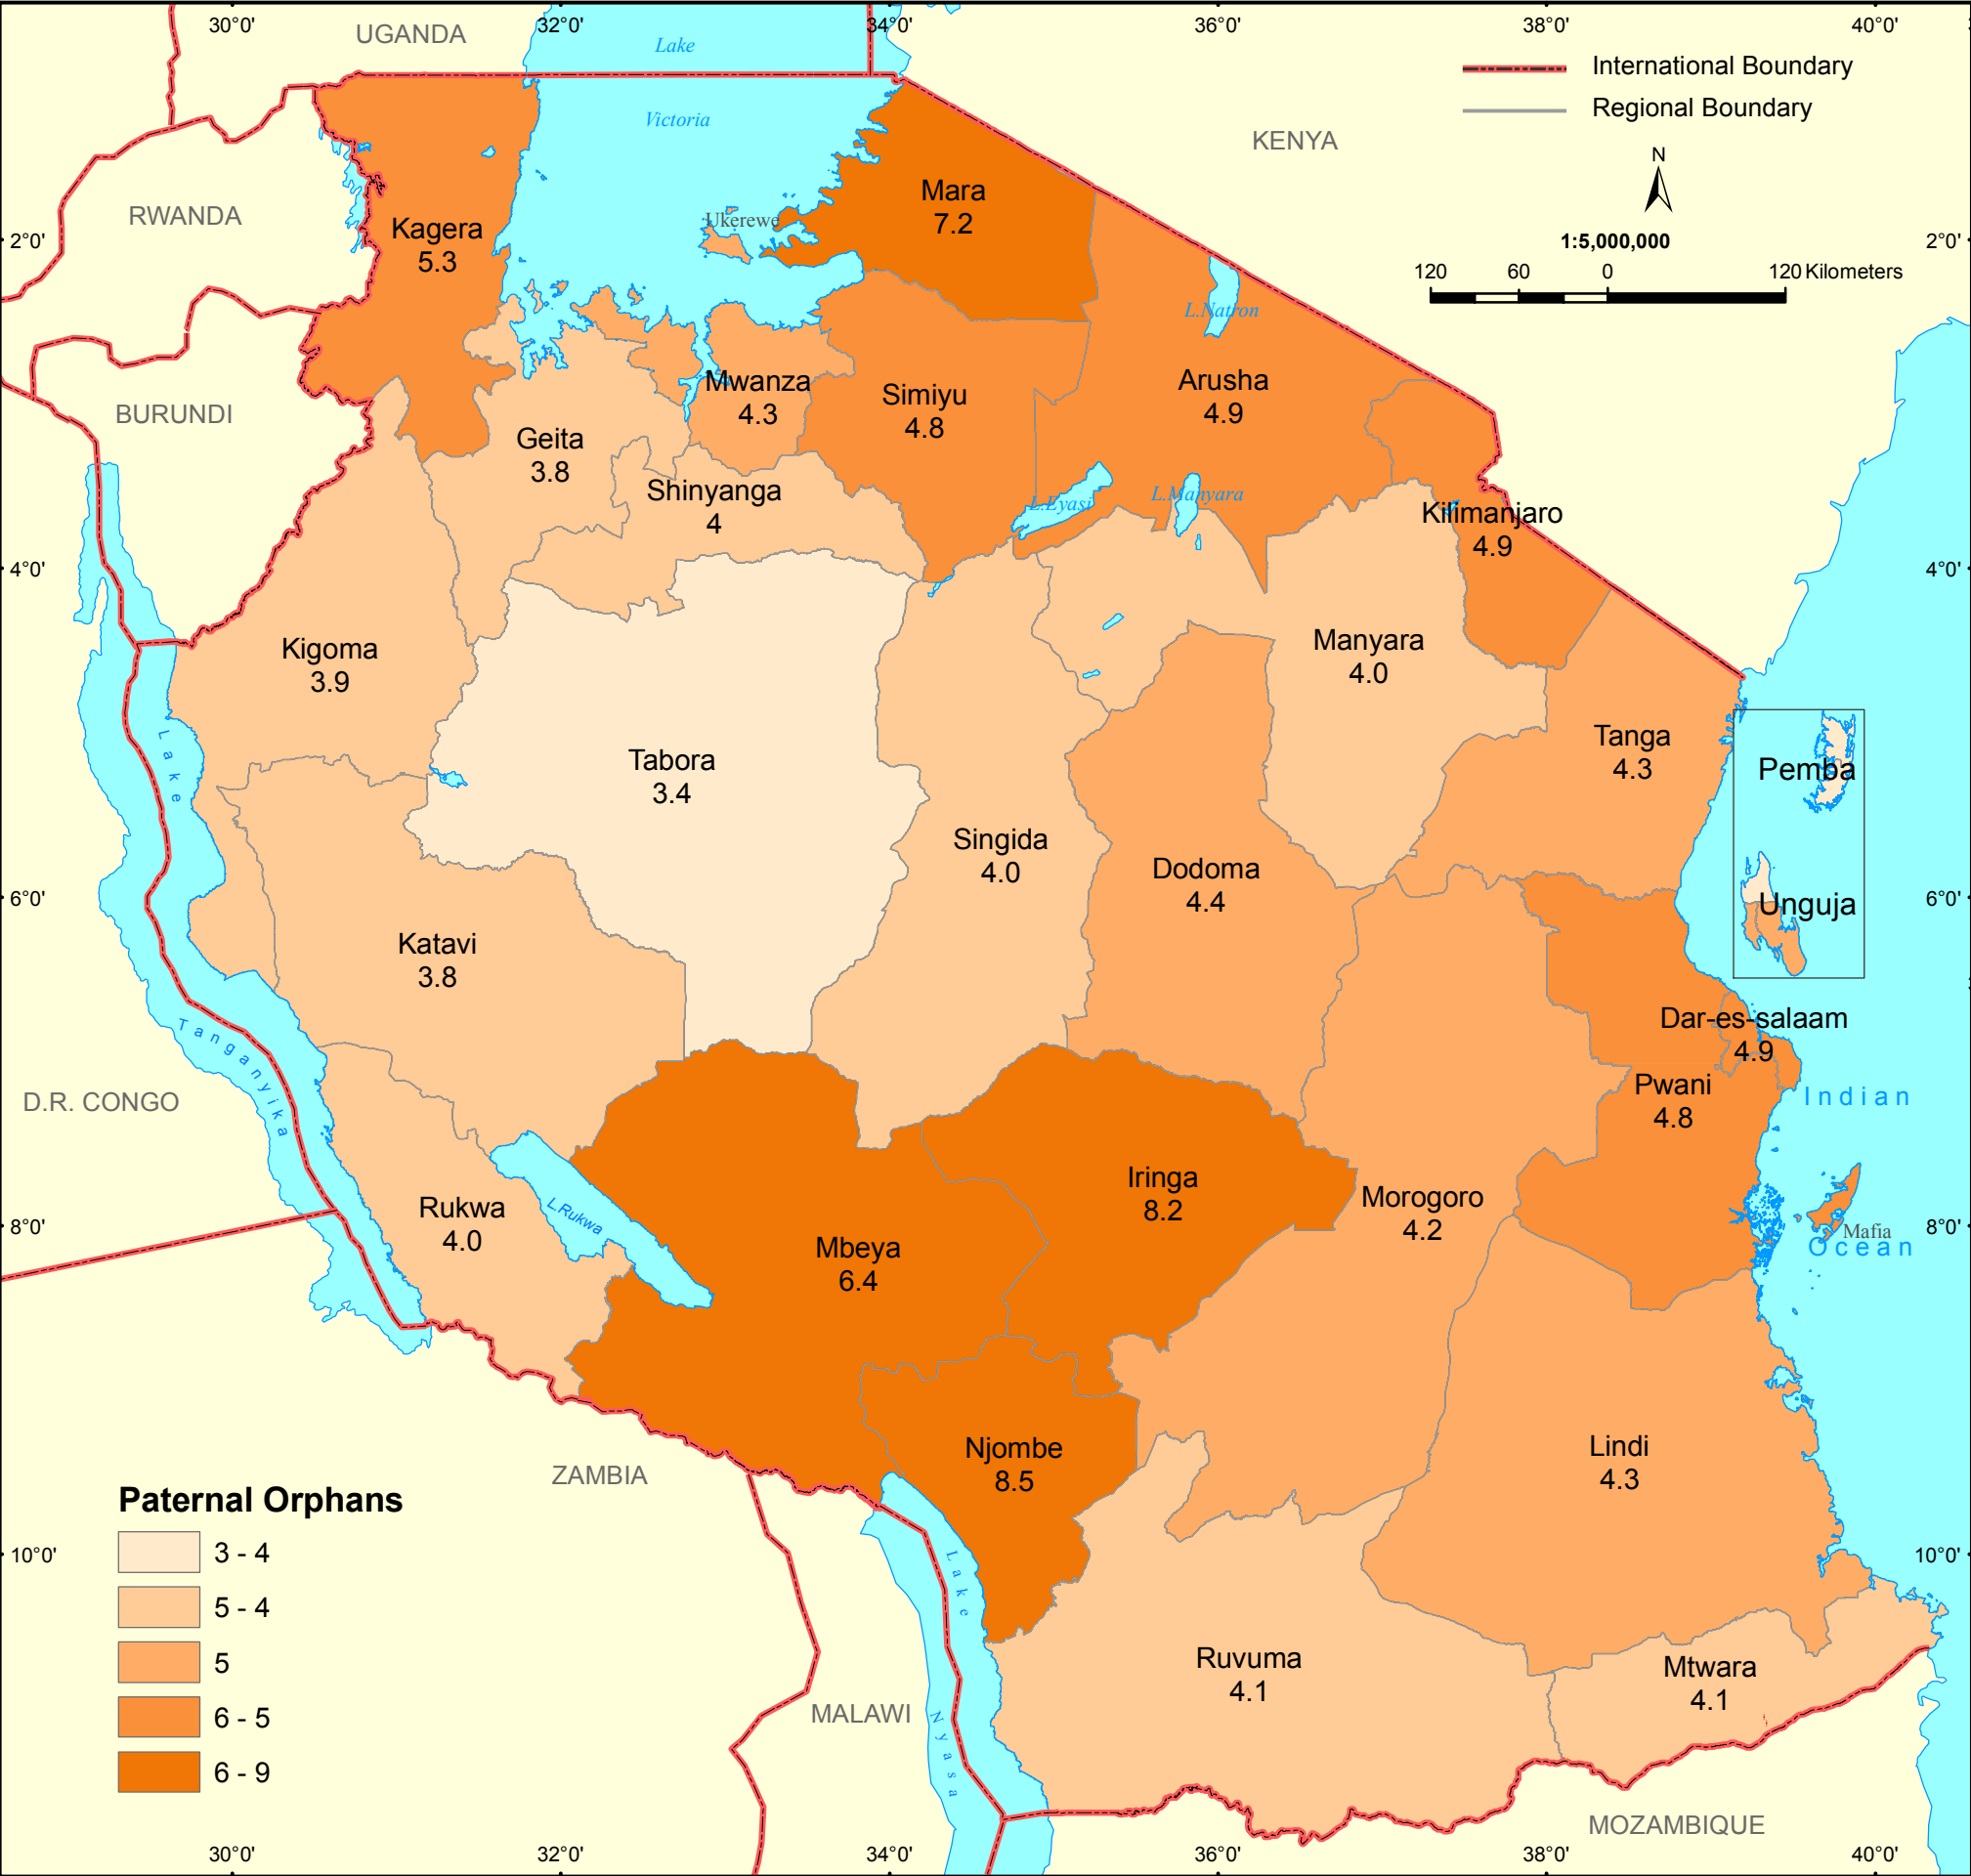 30°0'
32°0'
34°0'
36°0'
38°0'
40°0'
UGANDA
Lake
Victoria
International Boundary
Regional Boundary
KENYA
N
1:5,000,000
120 60 0 120 Kilometers
RWANDA
2°0'
2°0'
Kagera
5.3
Ukerewe
Mara
7.2
L.Natron
BURUNDI
Geita
3.8
Mwanza
4.3
Simiyu
4.8
Arusha
4.9
Shinyanga
4
L.Eyasi
L.Manyara
Kilimanjaro
4.9
4°0'
4°0'
Kigoma
3.9
Manyara
4.0
Tabora
3.4
Tanga
4.3
Pemba
Singida
4.0
Dodoma
4.4
6°0'
6°0'
Unguja
Katavi
3.8
Lake
Tanganyika
Dar-es-salaam
4.9
Pwani
4.8
Indian
Ocean
D.R. CONGO
Rukwa
4.0
L.Rukwa
Mbeya
6.4
Iringa
8.2
Morogoro
4.2
Mafia
8°0'
8°0'
Njombe
8.5
Lindi
4.3
ZAMBIA
Paternal Orphans
3 - 4
5 - 4
5
6 - 5
6 - 9
10°0'
10°0'
Lake
Nyasa
Ruvuma
4.1
Mtwara
4.1
MALAWI
MOZAMBIQUE
30°0'
32°0'
34°0'
36°0'
38°0'
40°0'